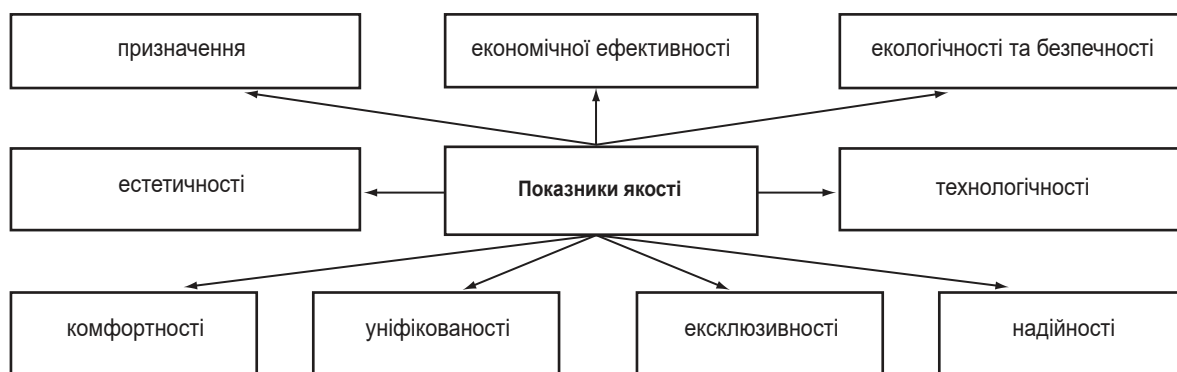 призначення
економічної ефективності
екологічності та безпечності
естетичності
Показники якості
технологічності
комфортності
уніфікованості
ексклюзивності
надійності